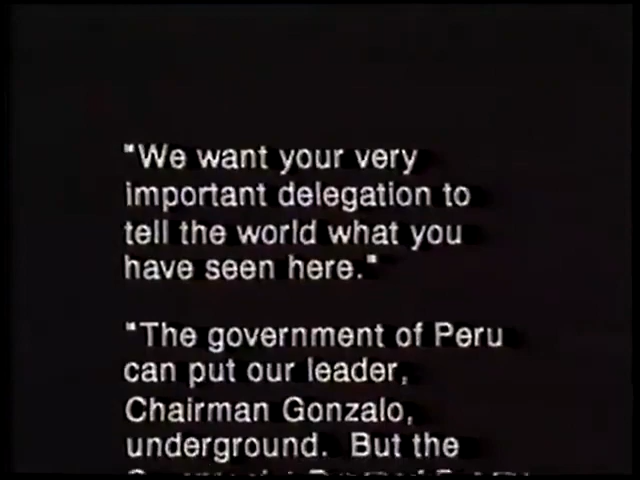 "We want your very
important delegation to
tell the world what you
have seen here."
"The government of Peru
can put our leader,
Chairman Gonzalo,
underground. But the